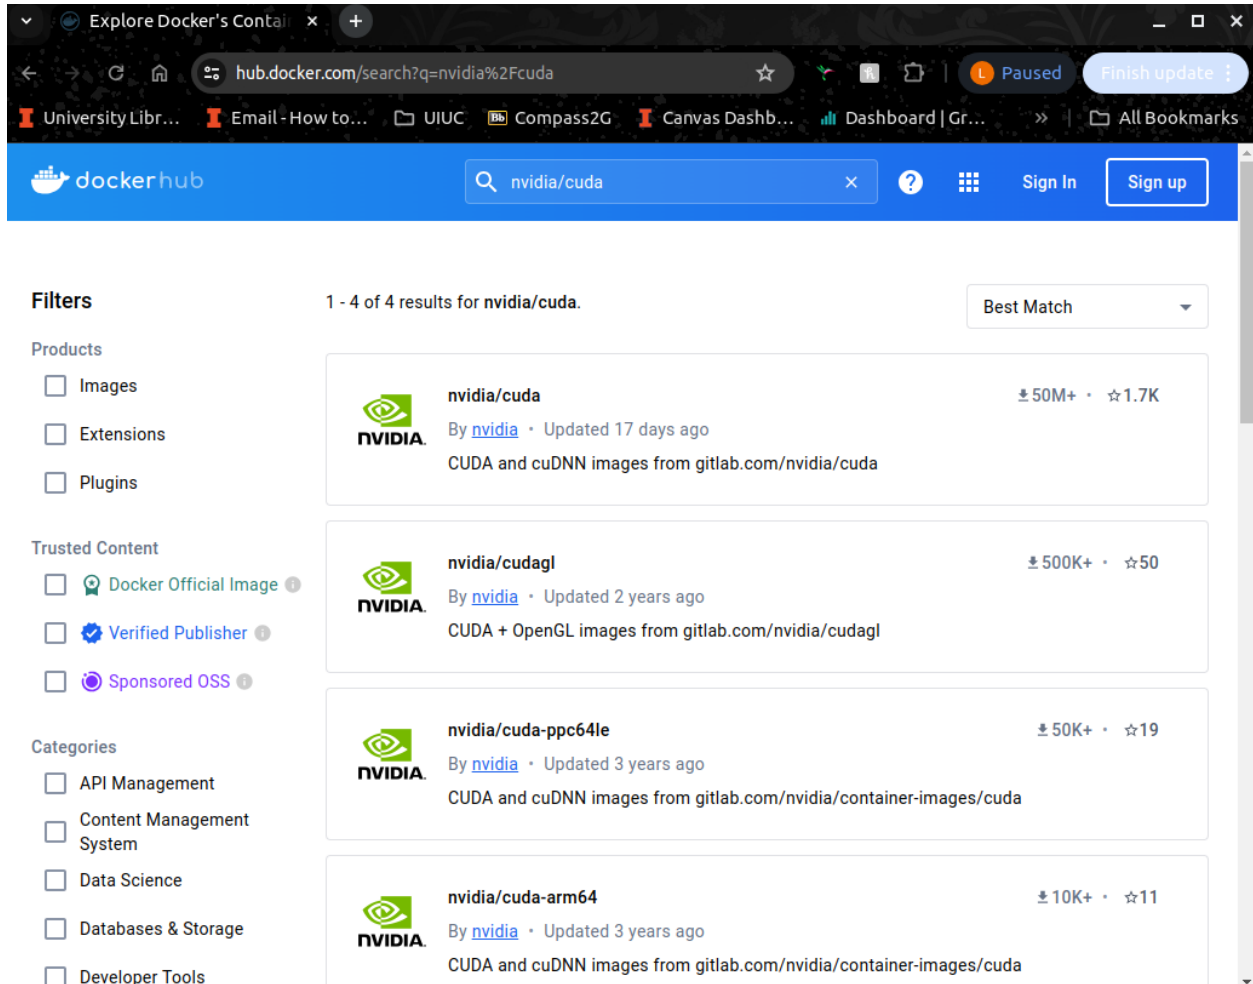 Explore Docker's Contai
hub.docker.com/search?q=nvidia%2Fcuda
L Paused
Finish update
University Libr...
Email - How to...
UIUC
Bb Compass2G
Canvas Dashb...
Dashboard | Gr...
All Bookmarks
dockerhub
nvidia/cuda
Sign In
Sign up
Filters
1 - 4 of 4 results for nvidia/cuda.
Best Match
Products
Images
Extensions
Plugins
Trusted Content
Docker Official Image
Verified Publisher
Sponsored OSS
Categories
API Management
Content Management
System
Data Science
Databases & Storage
Developer Tools
NVIDIA.
nvidia/cuda
50M+ • 1.7K
By nvidia • Updated 17 days ago
CUDA and cuDNN images from gitlab.com/nvidia/cuda
NVIDIA.
nvidia/cudagl
500K+ • 50
By nvidia • Updated 2 years ago
CUDA + OpenGL images from gitlab.com/nvidia/cudagl
NVIDIA.
nvidia/cuda-ppc64le
50K+ • 19
By nvidia • Updated 3 years ago
CUDA and cuDNN images from gitlab.com/nvidia/container-images/cuda
NVIDIA.
nvidia/cuda-arm64
10K+ • 11
By nvidia • Updated 3 years ago
CUDA and cuDNN images from gitlab.com/nvidia/container-images/cuda